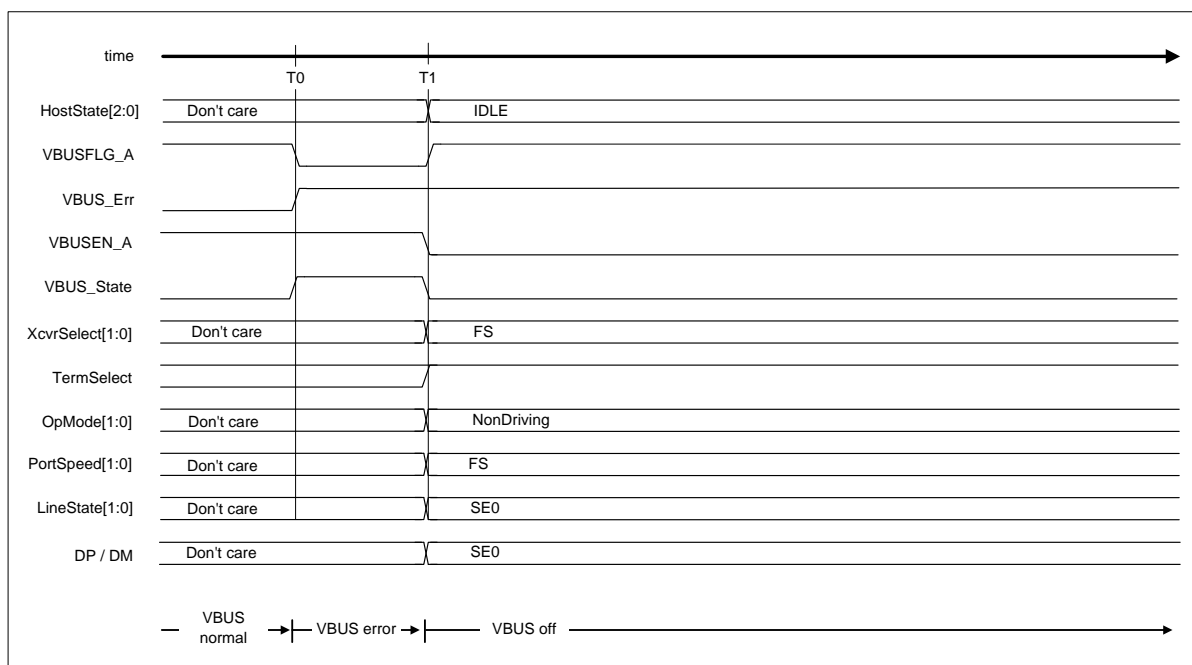 time
T0 T1
HostState[2:0] Don't care IDLE
VBUSFLG_A
VBUS_Err
VBUSEN_A
VBUS_State
XcvrSelect[1:0] Don't care FS
TermSelect
OpMode[1:0] Don't care NonDriving
PortSpeed[1:0] Don't care FS
LineState[1:0] Don't care SE0
DP / DM Don't care SE0
VBUS
normal VBUS error VBUS off